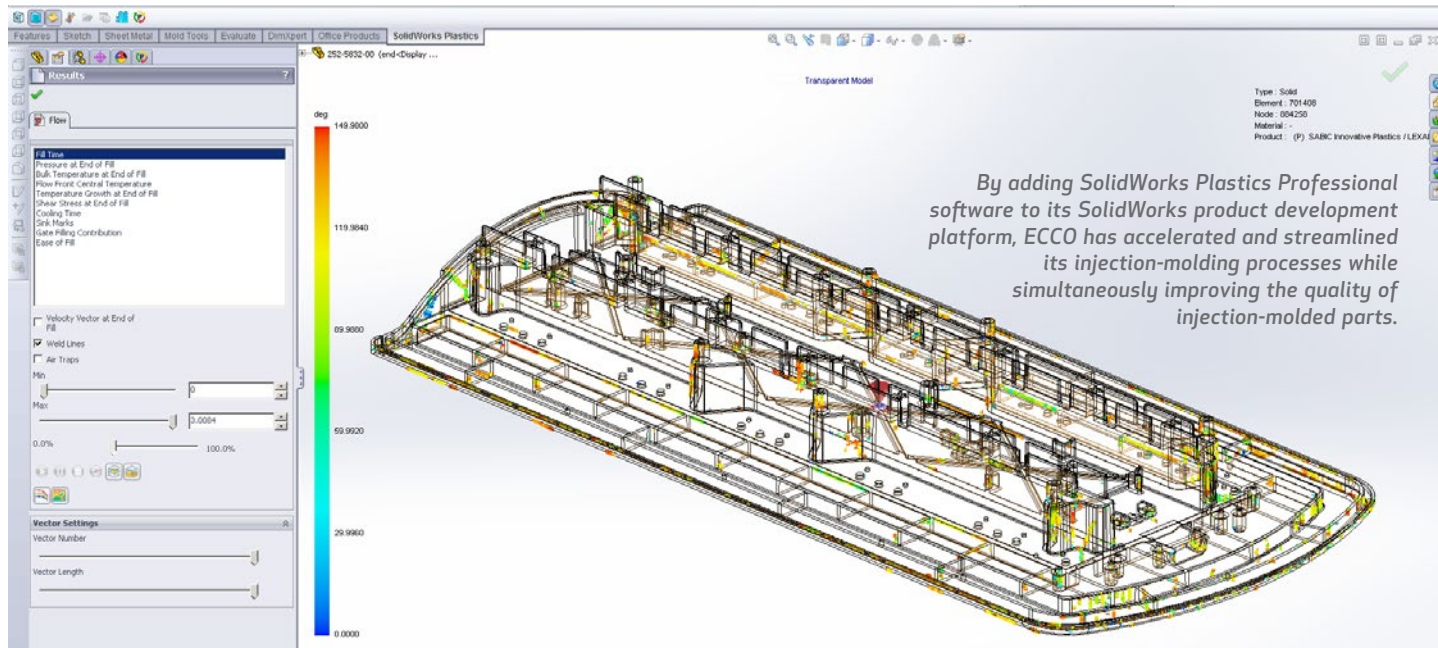 Features Sketch Sheet Metal Mold Tools Evaluate DimXpert Office Products SolidWorks Plastics
252-5832-00 (end<Display ...
Results ?
Flow
Fill Time
Pressure at End of Fill
Bulk Temperature at End of Fill
Flow Front Central Temperature
Temperature Growth at End of Fill
Shear Stress at End of Fill
Cooling Time
Sink Marks
Gate Filling Contribution
Ease of Fill
Velocity Vector at End of
Fill
Weld Lines
Air Traps
Min
0
Max
3.0084
0.0% 100.0%
Vector Settings
Vector Number
Vector Length
deg
149.9800
119.9840
89.9880
59.9920
29.9960
0.0000
Transparent Model
Type : Solid
Element : 701408
Node : 884258
Material : -
Product : (P) SABIC Innovative Plastics / LEXA
By adding SolidWorks Plastics Professional
software to its SolidWorks product development
platform, ECCO has accelerated and streamlined
its injection-molding processes while
simultaneously improving the quality of
injection-molded parts.